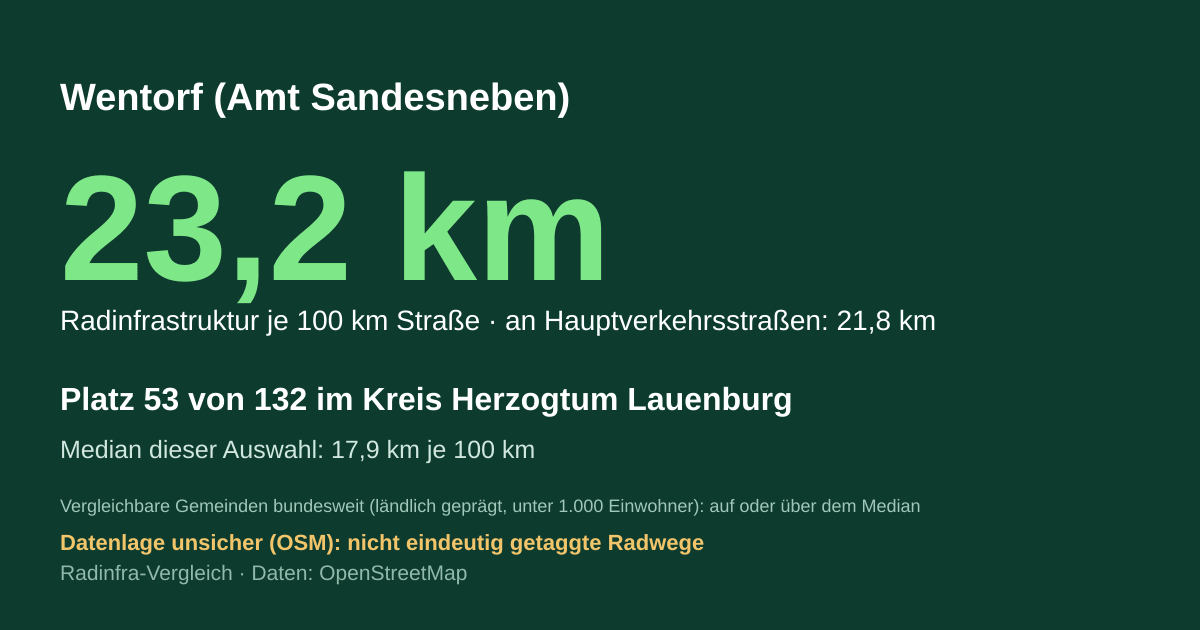 Wentorf (Amt Sandesneben)
23,2 km
Radinfrastruktur je 100 km Straße · an Hauptverkehrsstraßen: 21,8 km
Platz 53 von 132 im Kreis Herzogtum Lauenburg
Median dieser Auswahl: 17,9 km je 100 km
Vergleichbare Gemeinden bundesweit (ländlich geprägt, unter 1.000 Einwohner): auf oder über dem Median
Datenlage unsicher (OSM): nicht eindeutig getaggte Radwege
Radinfra-Vergleich · Daten: OpenStreetMap